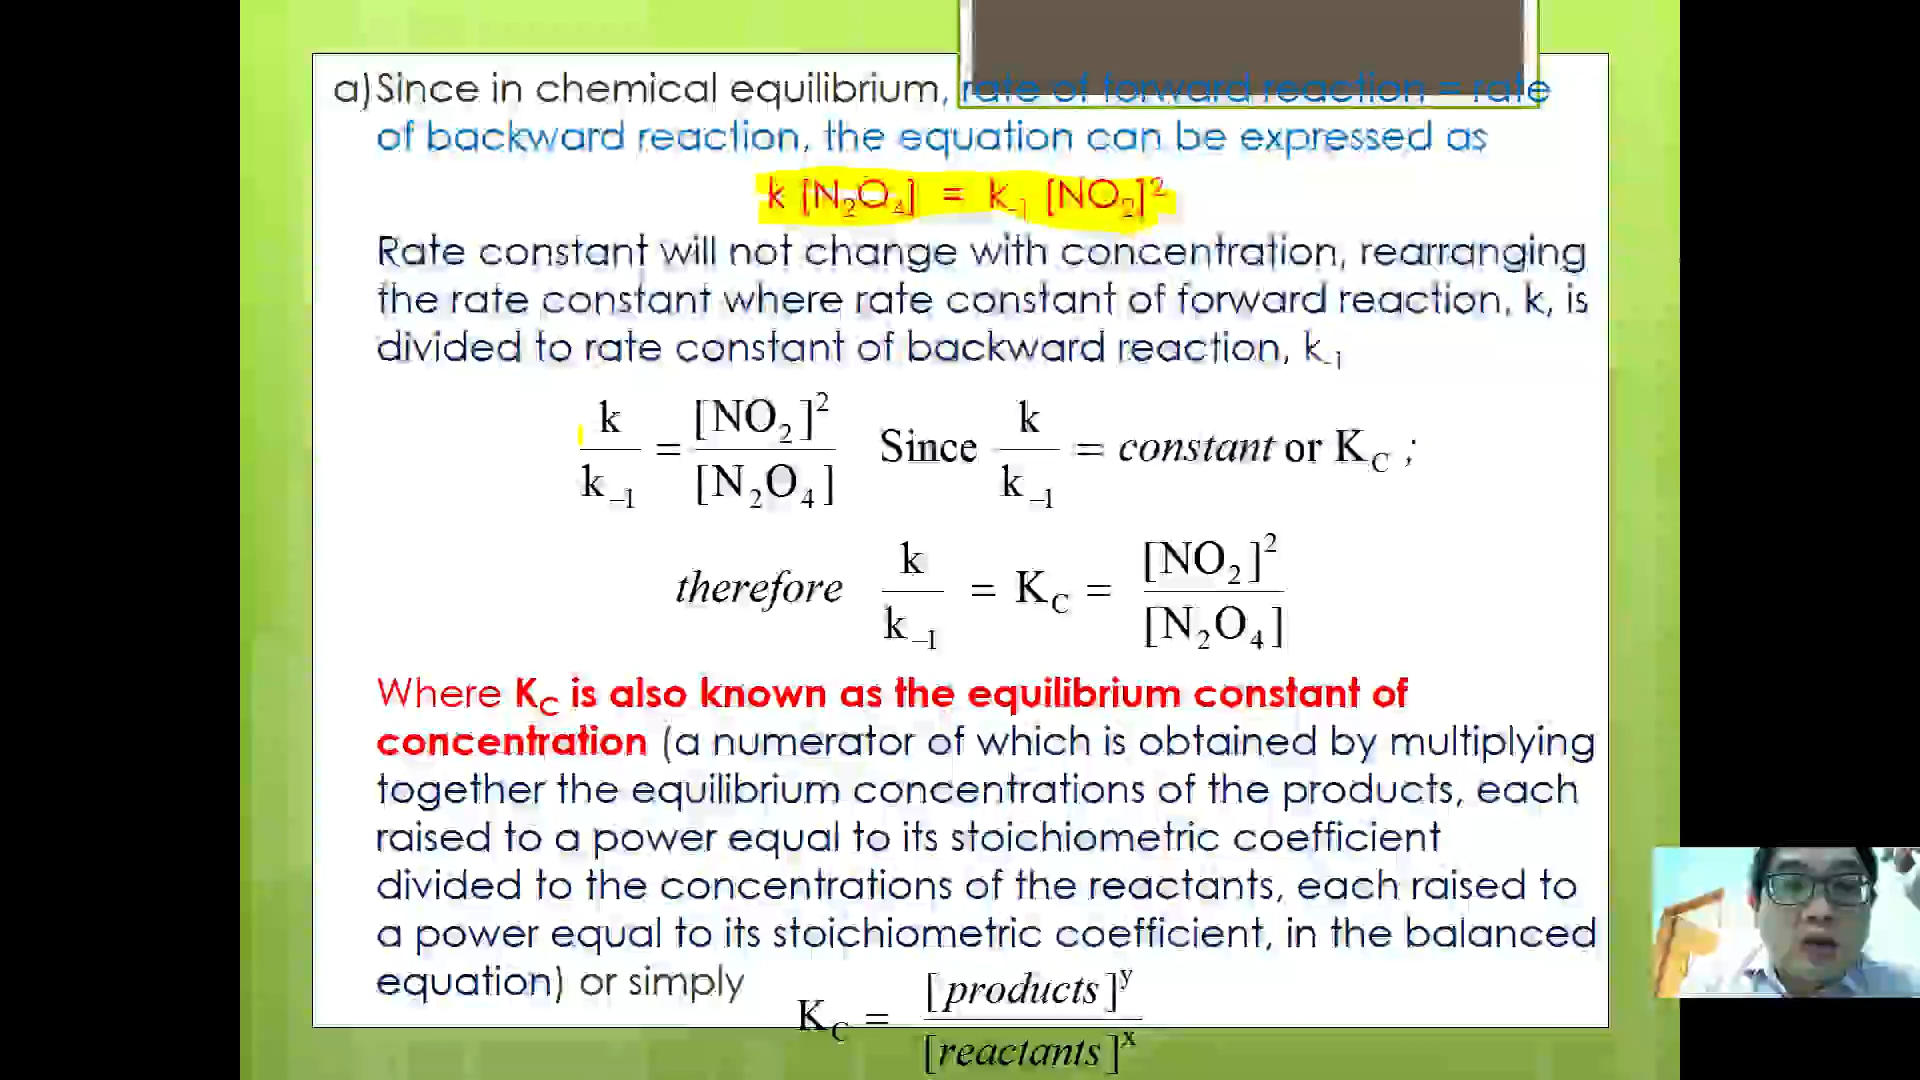 a)Since in chemical equilibrium, rate of forward reaction = rate
of backward reaction, the equation can be expressed as
k [N₂O₄] = k₋₁ [NO₂]²
Rate constant will not change with concentration, rearranging
the rate constant where rate constant of forward reaction, k, is
divided to rate constant of backward reaction, k₋₁
k/k₋₁ = [NO₂]²/[N₂O₄] Since k/k₋₁ = constant or K_C ;
therefore k/k₋₁ = K_C = [NO₂]²/[N₂O₄]
Where K_C is also known as the equilibrium constant of
concentration (a numerator of which is obtained by multiplying
together the equilibrium concentrations of the products, each
raised to a power equal to its stoichiometric coefficient
divided to the concentrations of the reactants, each raised to
a power equal to its stoichiometric coefficient, in the balanced
equation) or simply
K_C = [products]^y/[reactants]^x